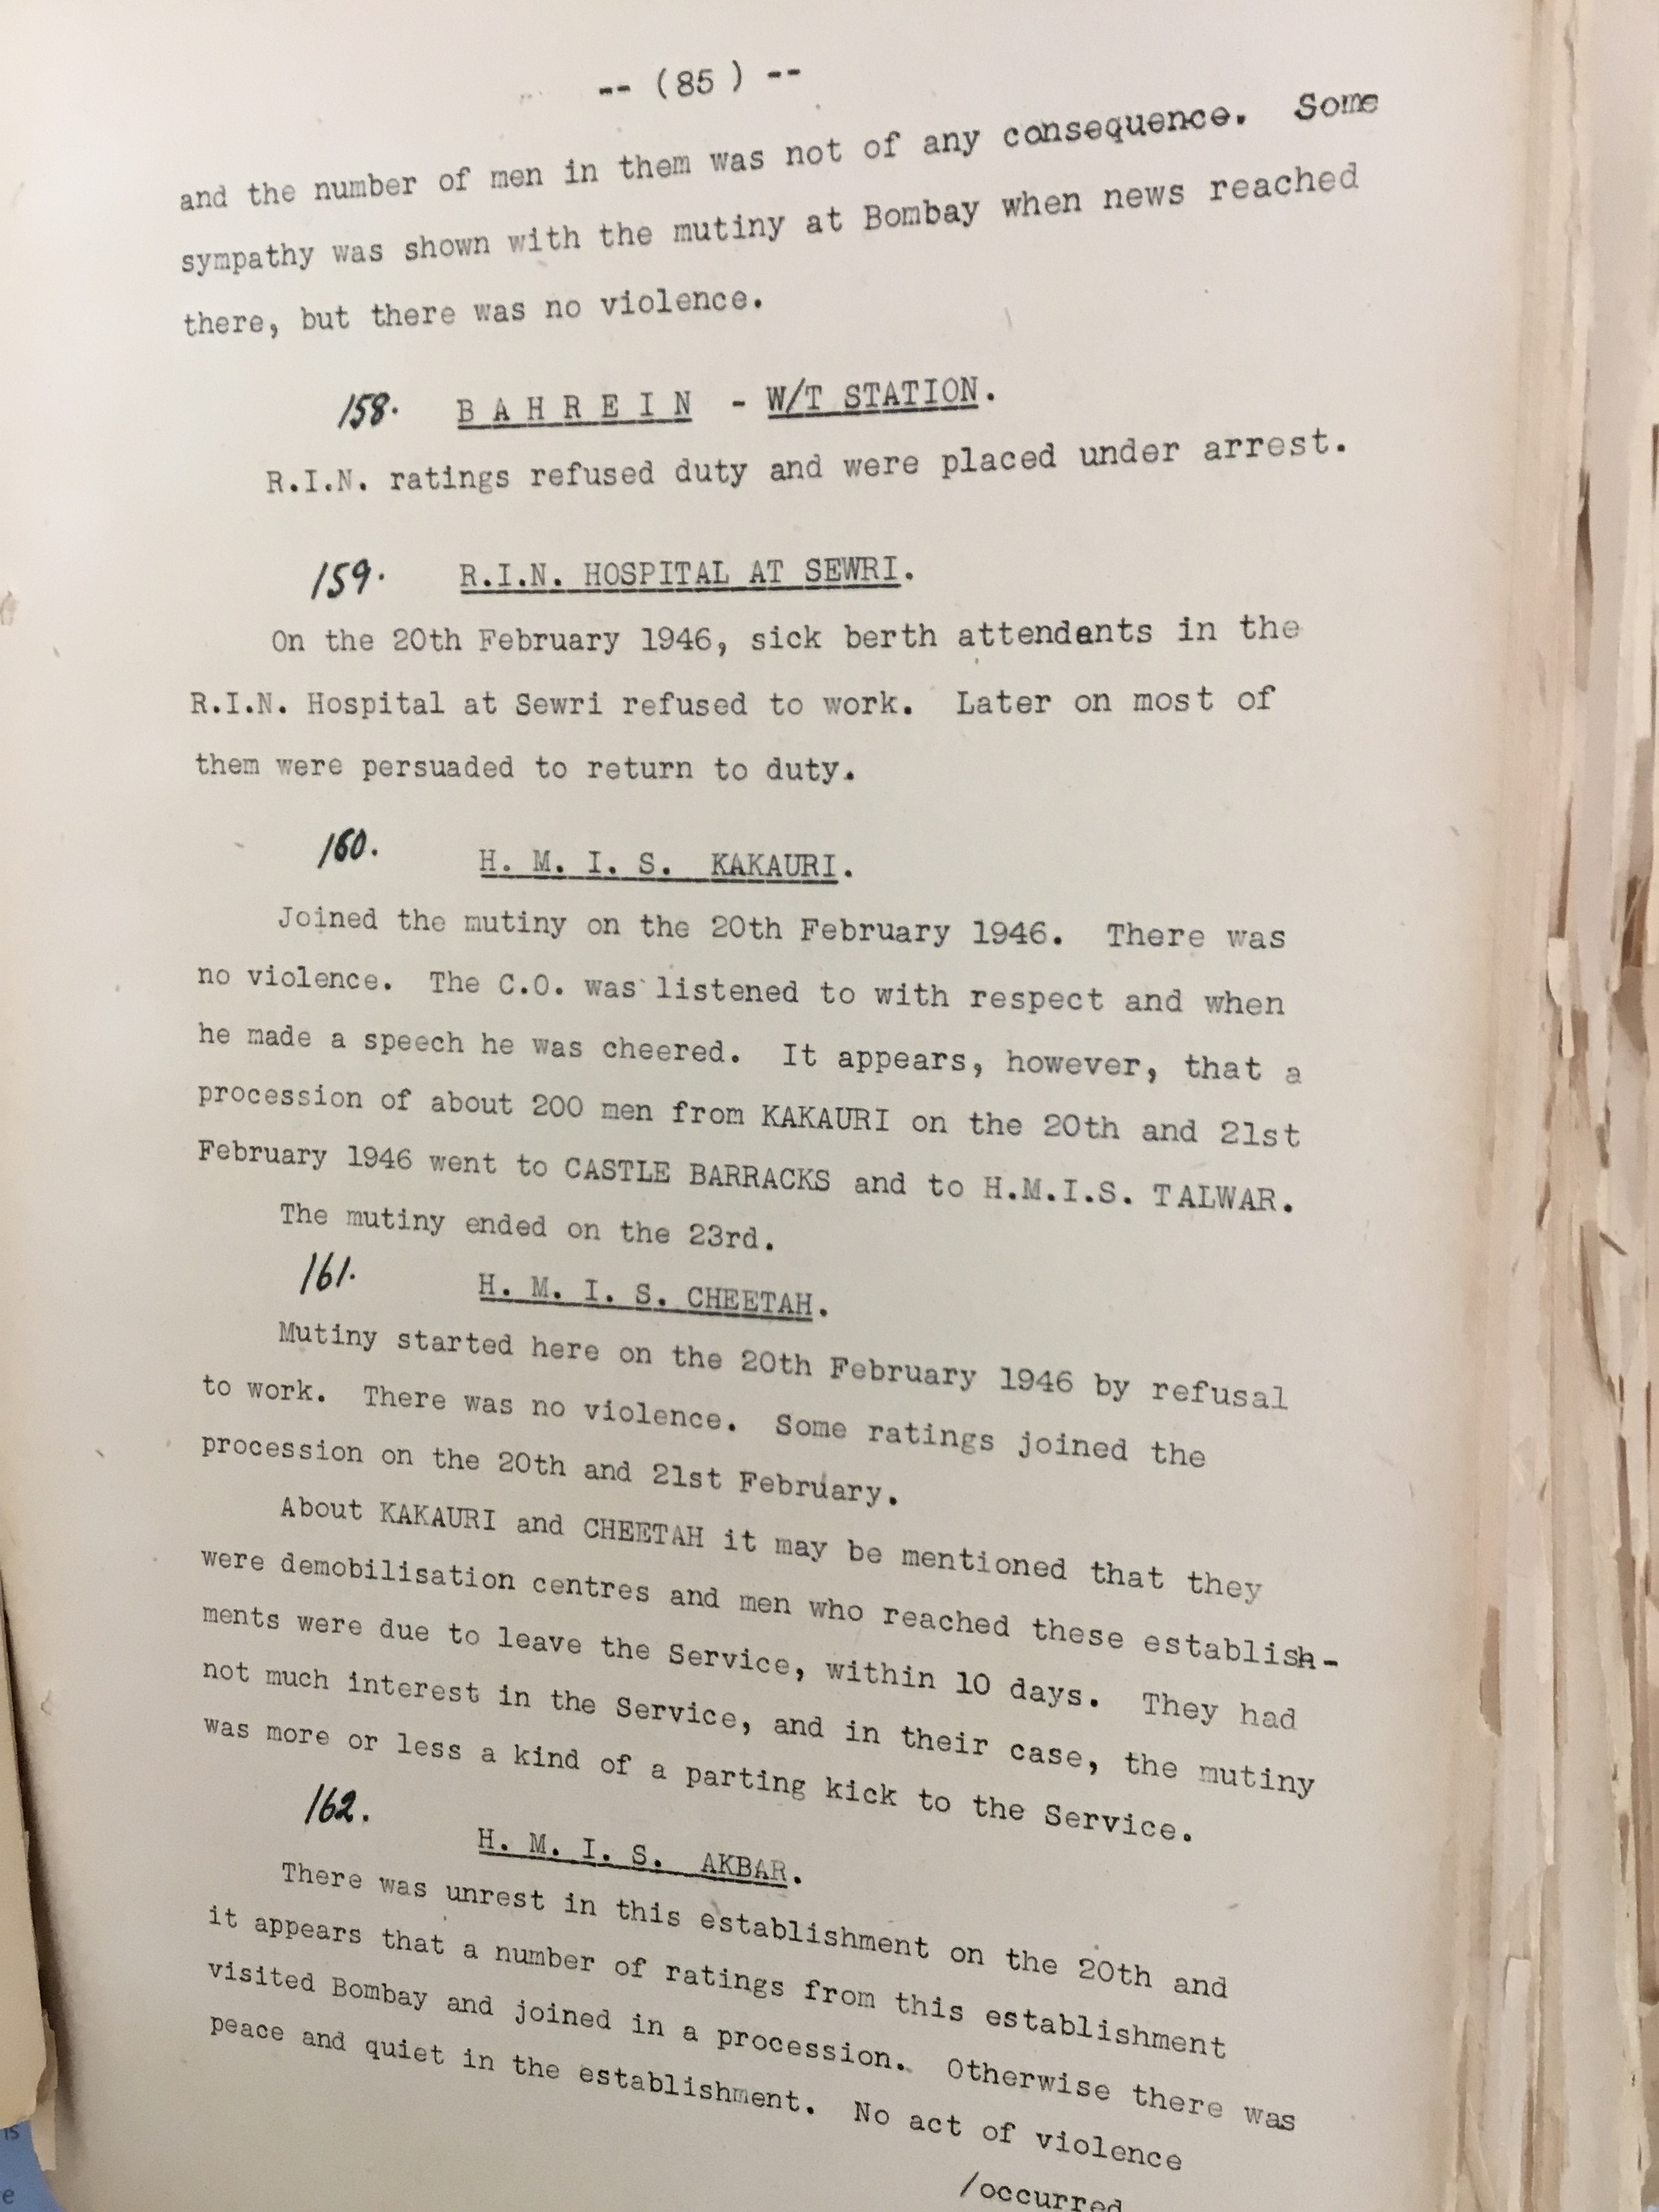 -- (85) --
and the number of men in them was not of any consequence. Some
sympathy was shown with the mutiny at Bombay when news reached
there, but there was no violence.
158. B A H R E I N - W/T STATION.
R.I.N. ratings refused duty and were placed under arrest.
159. R.I.N. HOSPITAL AT SEWRI.
On the 20th February 1946, sick berth attendants in the
R.I.N. Hospital at Sewri refused to work. Later on most of
them were persuaded to return to duty.
160. H. M. I. S. KAKAURI.
Joined the mutiny on the 20th February 1946. There was
no violence. The C.O. was listened to with respect and when
he made a speech he was cheered. It appears, however, that a
procession of about 200 men from KAKAURI on the 20th and 21st
February 1946 went to CASTLE BARRACKS and to H.M.I.S. TALWAR.
The mutiny ended on the 23rd.
161. H. M. I. S. CHEETAH.
Mutiny started here on the 20th February 1946 by refusal
to work. There was no violence. Some ratings joined the
procession on the 20th and 21st February.
About KAKAURI and CHEETAH it may be mentioned that they
were demobilisation centres and men who reached these establish-
ments were due to leave the Service, within 10 days. They had
not much interest in the Service, and in their case, the mutiny
was more or less a kind of a parting kick to the Service.
162. H. M. I. S. AKBAR.
There was unrest in this establishment on the 20th and
it appears that a number of ratings from this establishment
visited Bombay and joined in a procession. Otherwise there was
peace and quiet in the establishment. No act of violence
/occurred